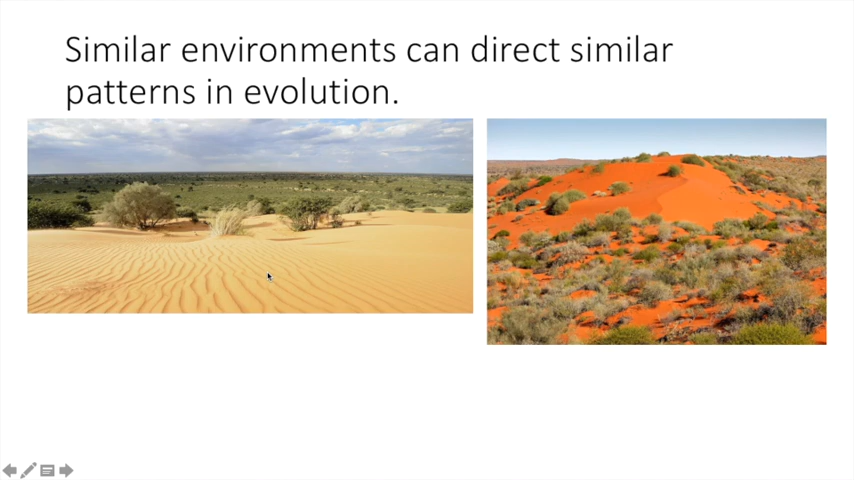 Similar environments can direct similar
patterns in evolution.